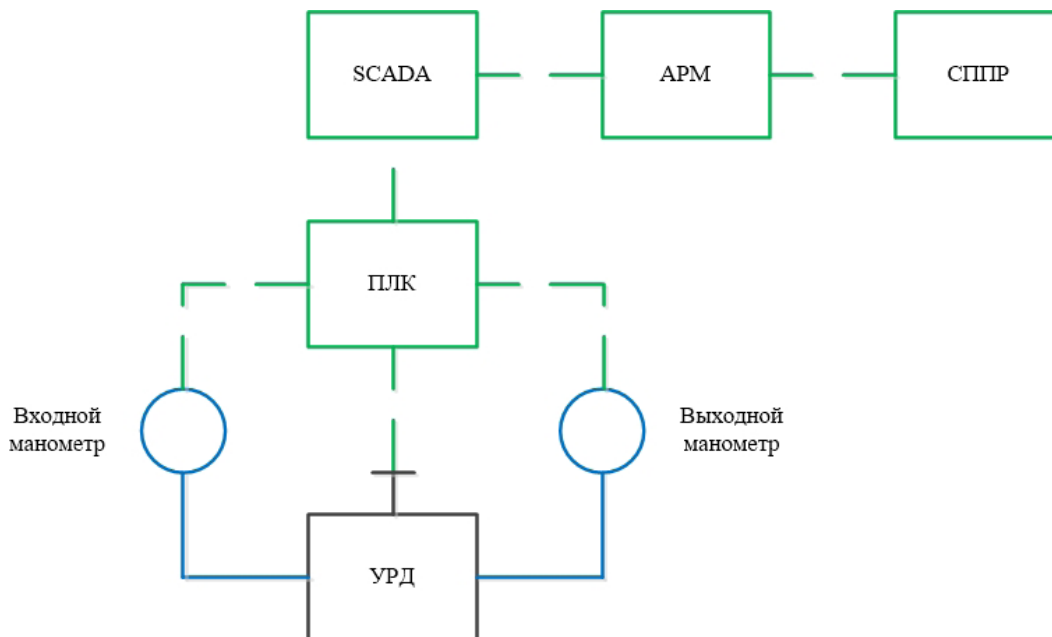 SCADA
АРМ
СППР
ПЛК
Входной
манометр
Выходной
манометр
УРД